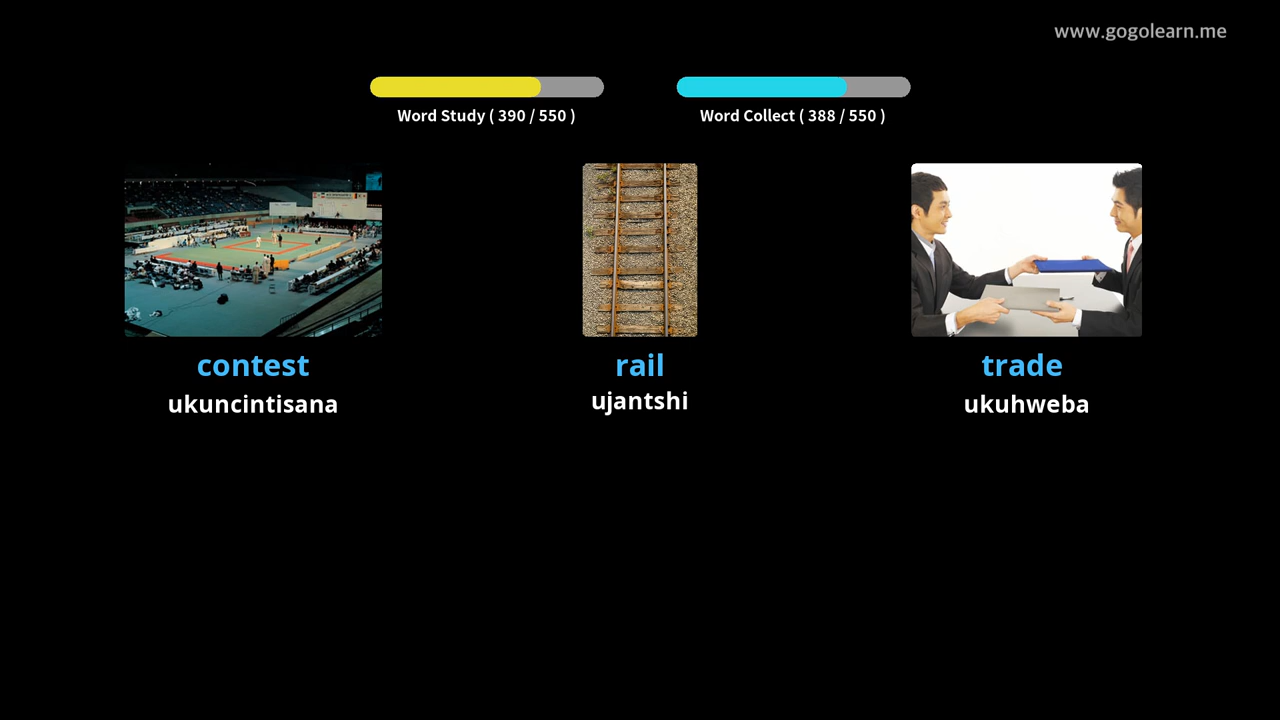 www.gogolearn.me
Word Study ( 390 / 550 )
Word Collect ( 388 / 550 )
contest
ukuncintisana
rail
ujantshi
trade
ukuhweba